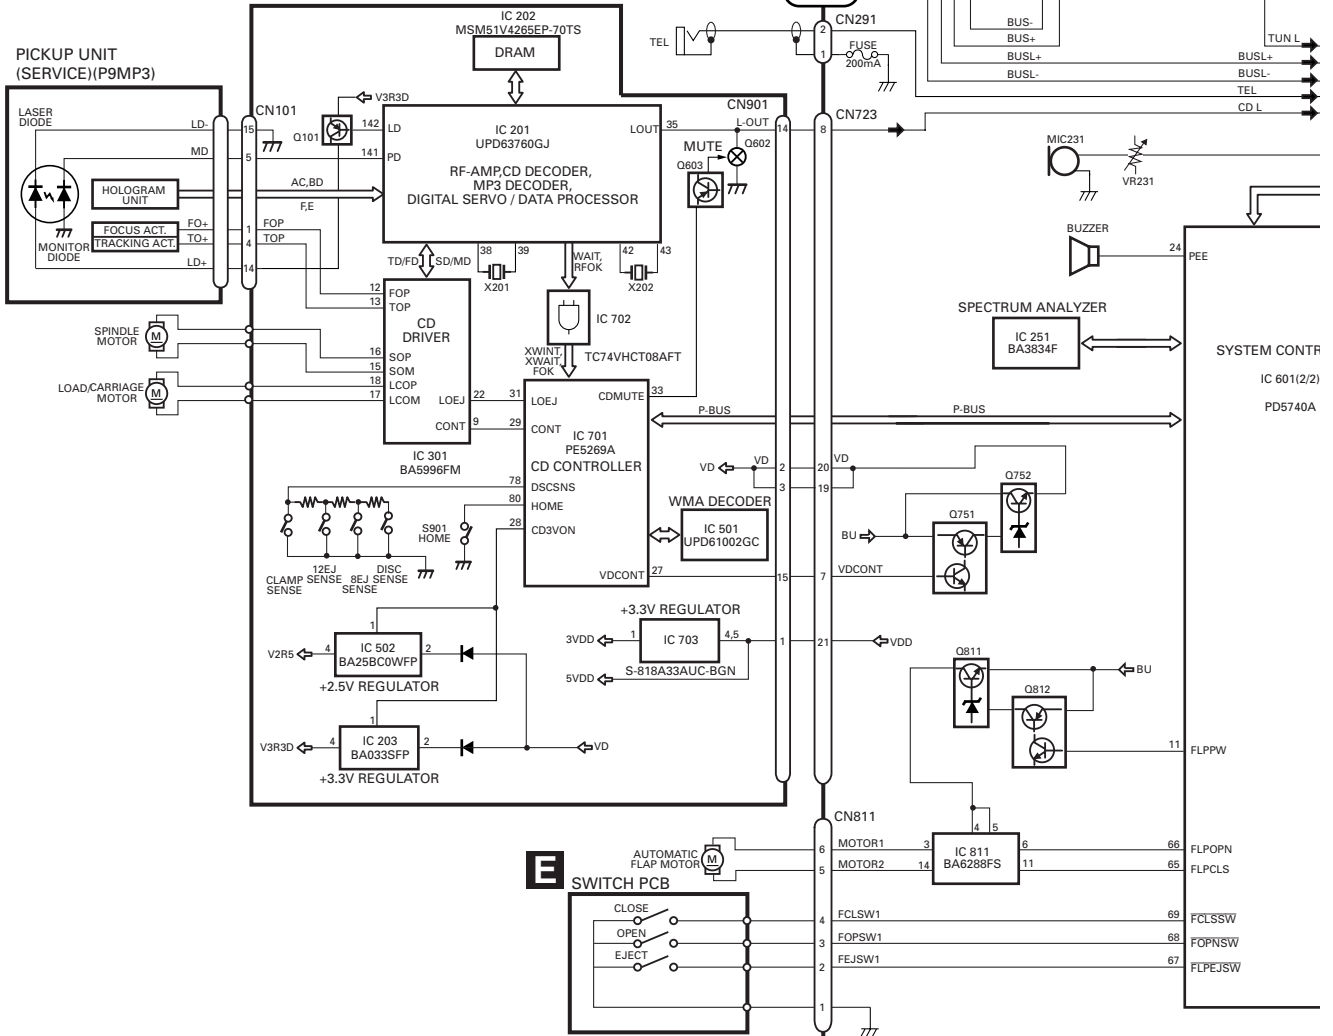 PICKUP UNIT
(SERVICE)(P9MP3)
LASER
DIODE
LD-
MD
HOLOGRAM
UNIT
FOCUS ACT.
TRACKING ACT.
FO+
TO+
MONITOR
DIODE
LD+
CN101
15
5
1
4
14
FOP
TOP
AC,BD
F,E
Q101
V3R3D
142
141
IC 202
MSM51V4265EP-70TS
DRAM
LD
PD
IC 201
UPD63760GJ
RF-AMP,CD DECODER,
MP3 DECODER,
DIGITAL SERVO / DATA PROCESSOR
LOUT
35
38
39
X201
42
43
X202
TD/FD
SD/MD
WAIT,
RFOK
IC 702
TC74VHCT08AFT
XWINT,
XWAIT,
FOK
SPINDLE
MOTOR
M
LOAD/CARRIAGE
MOTOR
M
12
FOP
13
TOP
CD
DRIVER
16
SOP
15
SOM
18
LCOP
17
LCOM
LOEJ
22
CONT
9
IC 301
BA5996FM
31
LOEJ
29
CONT
IC 701
PE5269A
CD CONTROLLER
CDMUTE
33
78
DSCSNS
80
HOME
28
CD3VON
VDCONT
27
S901
HOME
CLAMP
SENSE
12EJ
SENSE
8EJ
SENSE
DISC
SENSE
MUTE
Q603
Q602
L-OUT
CN901
14
P-BUS
VD
VD
2
3
WMA DECODER
IC 501
UPD61002GC
15
+3.3V REGULATOR
3VDD
1
IC 703
4,5
1
S-818A33AUC-BGN
5VDD
1
V2R5
4
IC 502
BA25BC0WFP
2
+2.5V REGULATOR
1
V3R3D
4
IC 203
BA033SFP
2
+3.3V REGULATOR
VD
TEL
CN291
2
1
FUSE
200mA
CN723
8
BUS-
BUS+
BUSL+
BUSL-
TUN L
BUSL+
BUSL-
TEL
CD L
MIC231
VR231
BUZZER
24
PEE
SPECTRUM ANALYZER
IC 251
BA3834F
SYSTEM CONTR
IC 601(2/2)
PD5740A
P-BUS
20
VD
19
Q752
Q751
BU
7
VDCONT
21
VDD
Q811
Q812
BU
11
FLPPW
CN811
6
MOTOR1
5
MOTOR2
AUTOMATIC
FLAP MOTOR
M
3
14
4
5
IC 811
BA6288FS
6
11
66
FLPOPN
65
FLPCLS
E
SWITCH PCB
CLOSE
OPEN
EJECT
4
FCLSW1
3
FOPSW1
2
FEJSW1
1
69
FCLSSW
68
FOPNSW
67
FLPEJSW